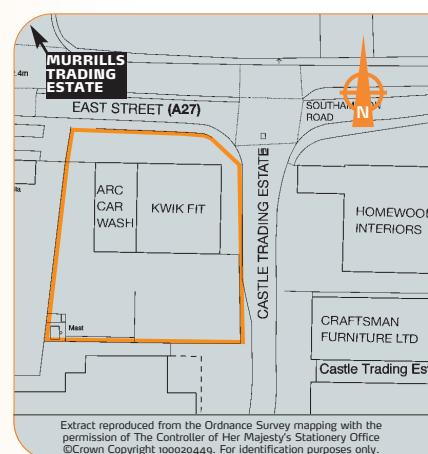 MURRILLS
TRADING
ESTATE
.4m
EAST STREET (A27)
SOUTHAMPTON
ROAD
N
ARC
CAR
WASH
KWIK FIT
CASTLE TRADING ESTATE
HOMEWOO
INTERIORS
Mast
CRAFTSMAN
FURNITURE LTD
Castle Trading Est
Extract reproduced from the Ordnance Survey mapping with the
permission of The Controller of Her Majesty's Stationery Office
©Crown Copyright 100020449. For identification purposes only.